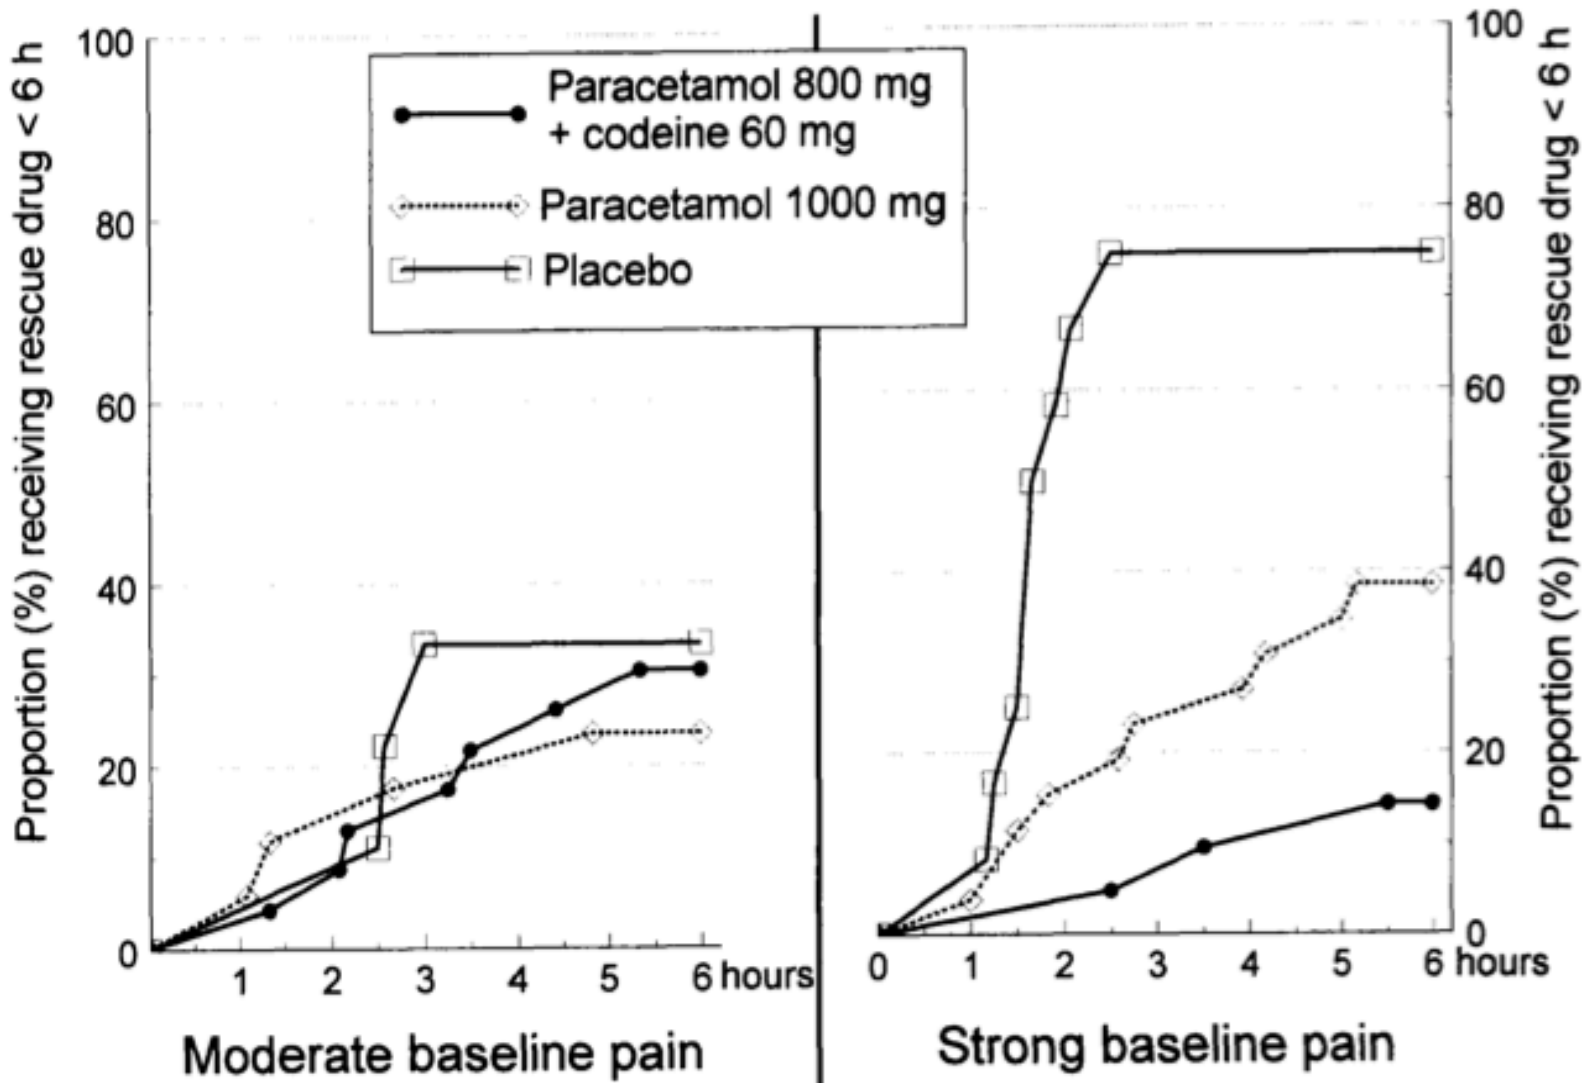 Proportion (%) receiving rescue drug < 6 h
100
80
60
40
20
0
Paracetamol 800 mg
+ codeine 60 mg
Paracetamol 1000 mg
Placebo
1 2 3 4 5 6 hours
Moderate baseline pain
0 1 2 3 4 5 6 hours
Strong baseline pain
100
80
60
40
20
0
Proportion (%) receiving rescue drug < 6 h